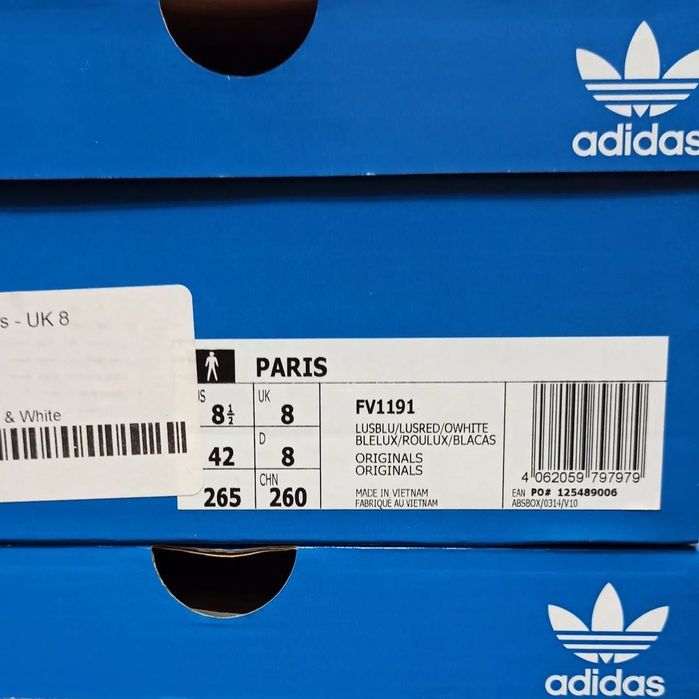 adidas
s - UK 8
& White
PARIS
US 8½ UK 8
42 D 8
265 CHN 260
FV1191
LUSBLU/LUSRED/OWHITE
BLELUX/ROULUX/BLACAS
ORIGINALS
ORIGINALS
MADE IN VIETNAM
FABRIQUE AU VIETNAM
4 062059 797979
EAN PO# 125489006
ABSBOX/0314/V10
adidas